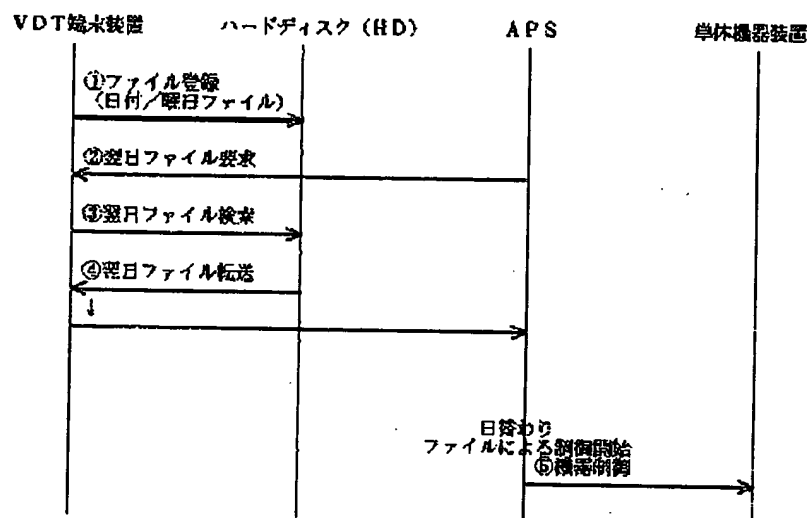 VDT端末装置
ハードディスク（HD）
APS
単体機器装置
①ファイル登録
（日付／曜日ファイル）
②翌日ファイル要求
③翌日ファイル検索
④翌日ファイル転送
↓
日終わり
ファイルによる制御開始
⑤機器制御